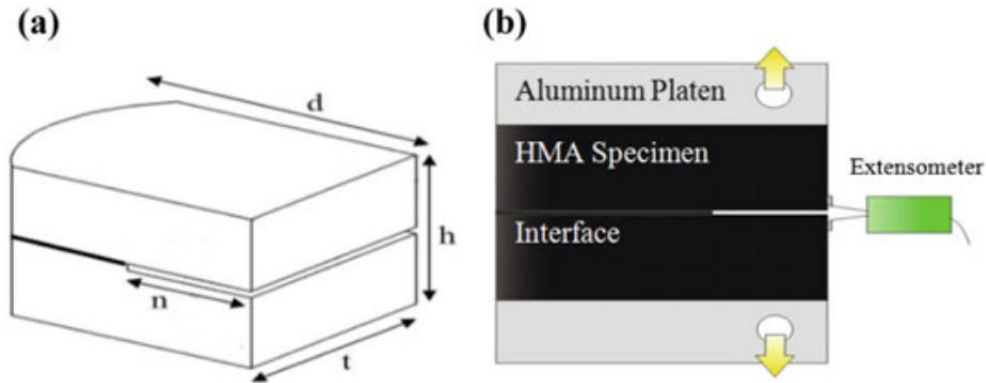 (a)
d
h
n
t
(b)
Aluminum Platen
HMA Specimen
Extensometer
Interface